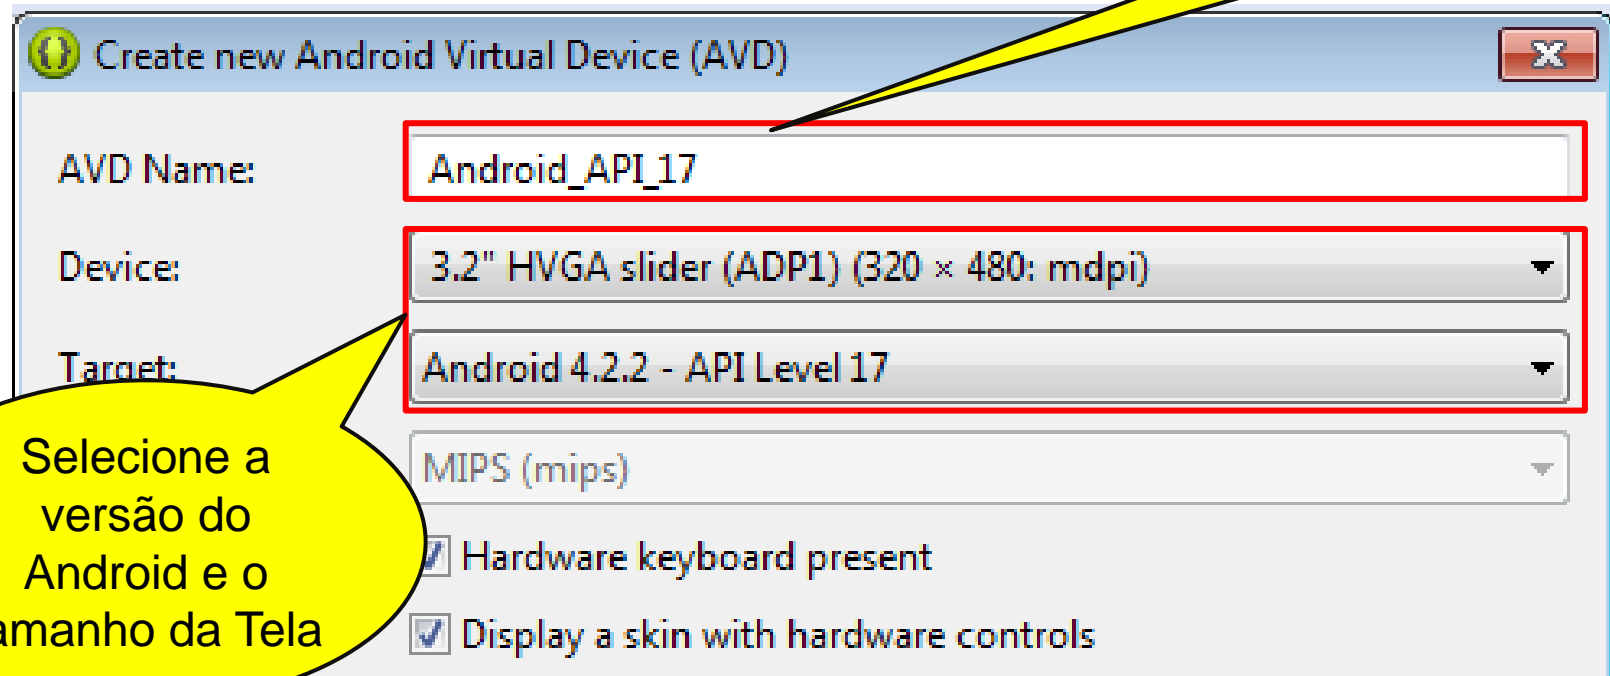 Create new Android Virtual Device (AVD)
AVD Name:
Android_API_17
Device:
3.2" HVGA slider (ADP1) (320 × 480: mdpi)
Target:
Android 4.2.2 - API Level 17
MIPS (mips)
Hardware keyboard present
Display a skin with hardware controls
Selecione a
versão do
Android e o
amanho da Tela